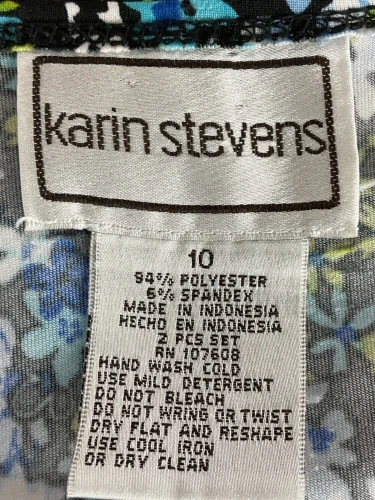 karin stevens
10
94% POLYESTER
6% SPANDEX
MADE IN INDONESIA
HECHO EN INDONESIA
2 PCS SET
RN 107608
HAND WASH COLD
USE MILD DETERGENT
DO NOT BLEACH
DO NOT WRING OR TWIST
DRY FLAT AND RESHAPE
USE COOL IRON
OR DRY CLEAN